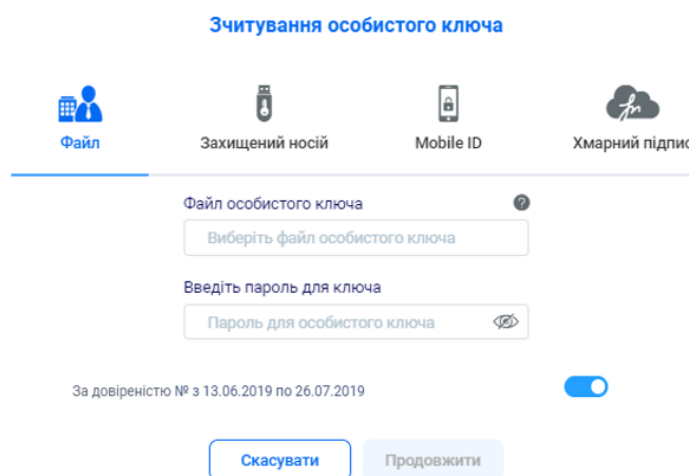 Зчитування особистого ключа
Файл
Захищений носій
Mobile ID
Хмарний підпис
Файл особистого ключа
Виберіть файл особистого ключа
Введіть пароль для ключа
Пароль для особистого ключа
За довіреністю № з 13.06.2019 по 26.07.2019
Скасувати
Продовжити